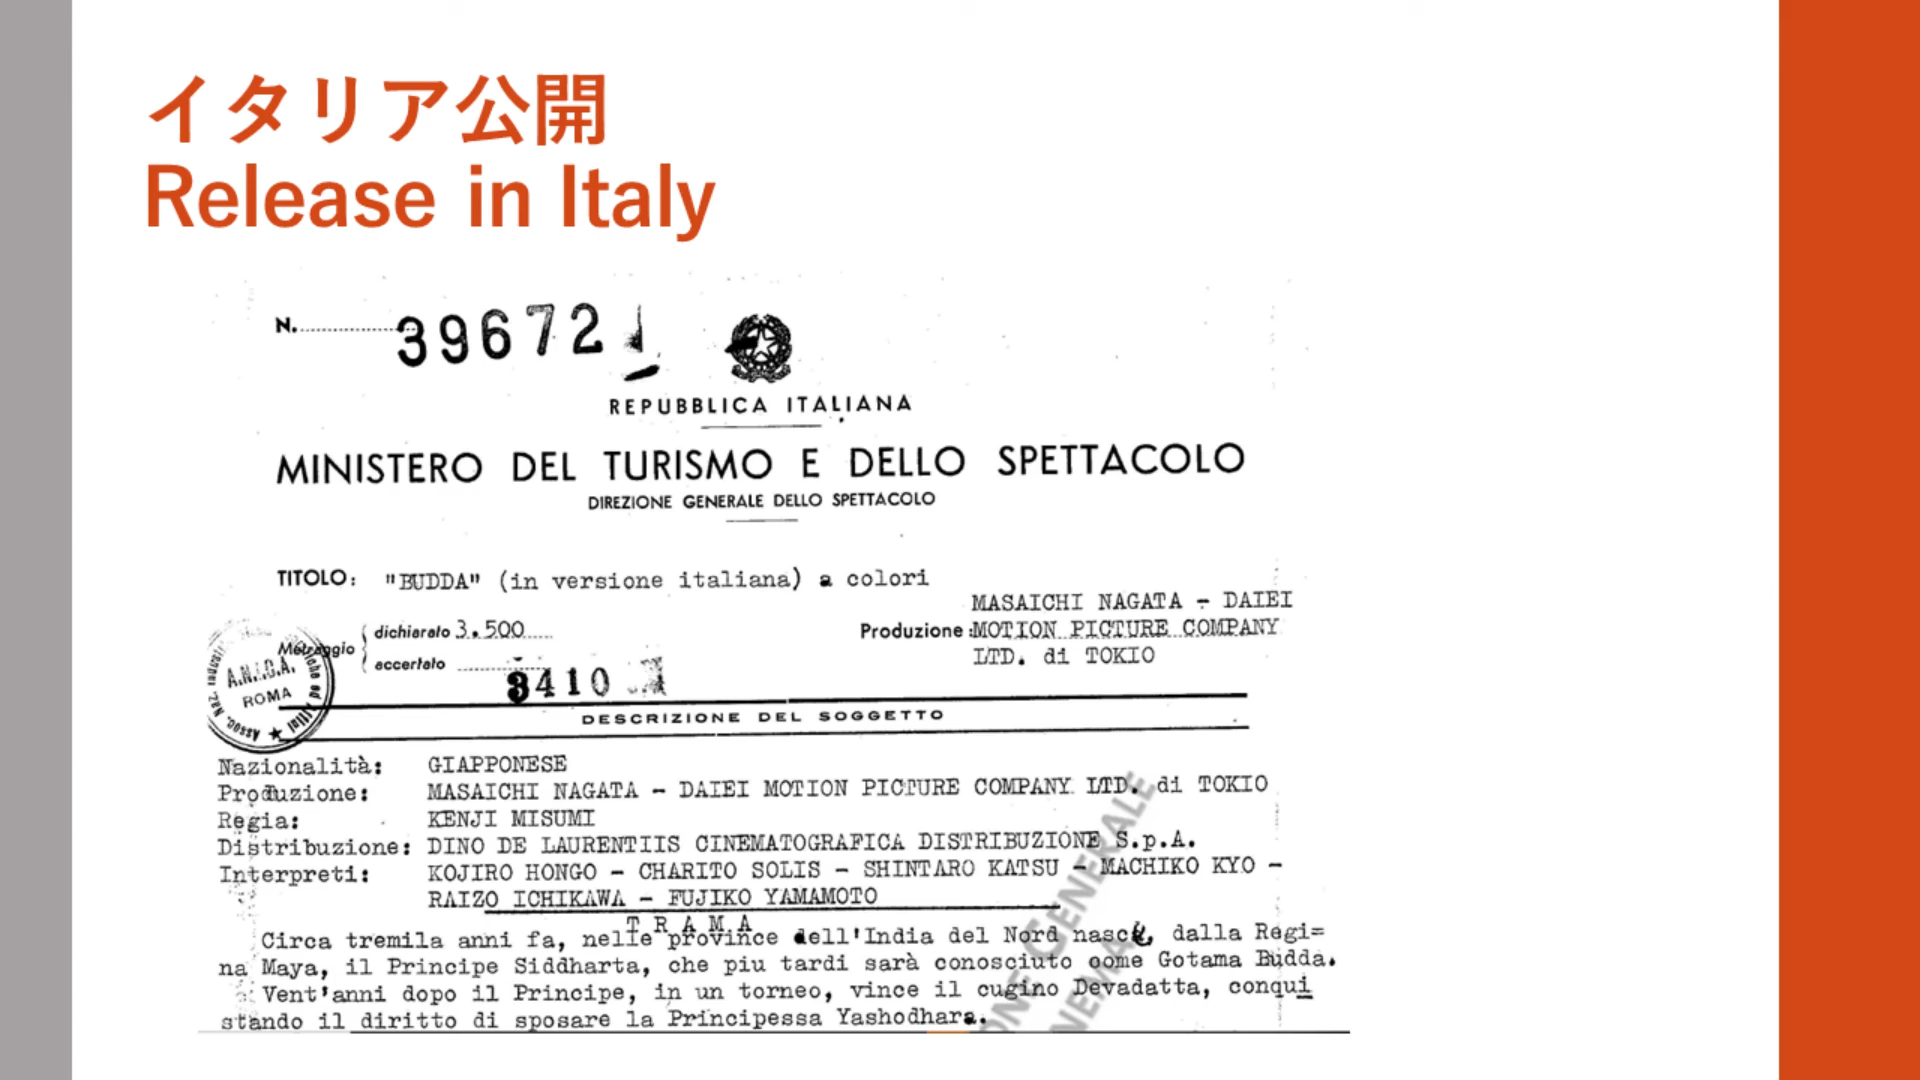 イタリア公開
Release in Italy
N. 39672
REPUBBLICA ITALIANA
MINISTERO DEL TURISMO E DELLO SPETTACOLO
DIREZIONE GENERALE DELLO SPETTACOLO
TITOLO: "BUDDA" (in versione italiana) a colori
Metraggio
dichiarato 3.500
accertato 3410
Produzione: MASAICHI NAGATA - DAIEI
MOTION PICTURE COMPANY
LTD. di TOKIO
A.N.I.C.A.
ROMA
DESCRIZIONE DEL SOGGETTO
Nazionalità: GIAPPONESE
Produzione: MASAICHI NAGATA - DAIEI MOTION PICTURE COMPANY LTD. di TOKIO
Regia: KENJI MISUMI
Distribuzione: DINO DE LAURENTIIS CINEMATOGRAFICA DISTRIBUZIONE S.p.A.
Interpreti: KOJIRO HONGO - CHARITO SOLIS - SHINTARO KATSU - MACHIKO KYO -
RAIZO ICHIKAWA - FUJIKO YAMAMOTO
T R A M A
Circa tremila anni fa, nelle province dell'India del Nord nasce, dalla Regi=
na Maya, il Principe Siddharta, che piu tardi sarà conosciuto come Gotama Budda.
Vent'anni dopo il Principe, in un torneo, vince il cugino Devadatta, conqui
stando il diritto di sposare la Principessa Yashodhara.
GENERALE